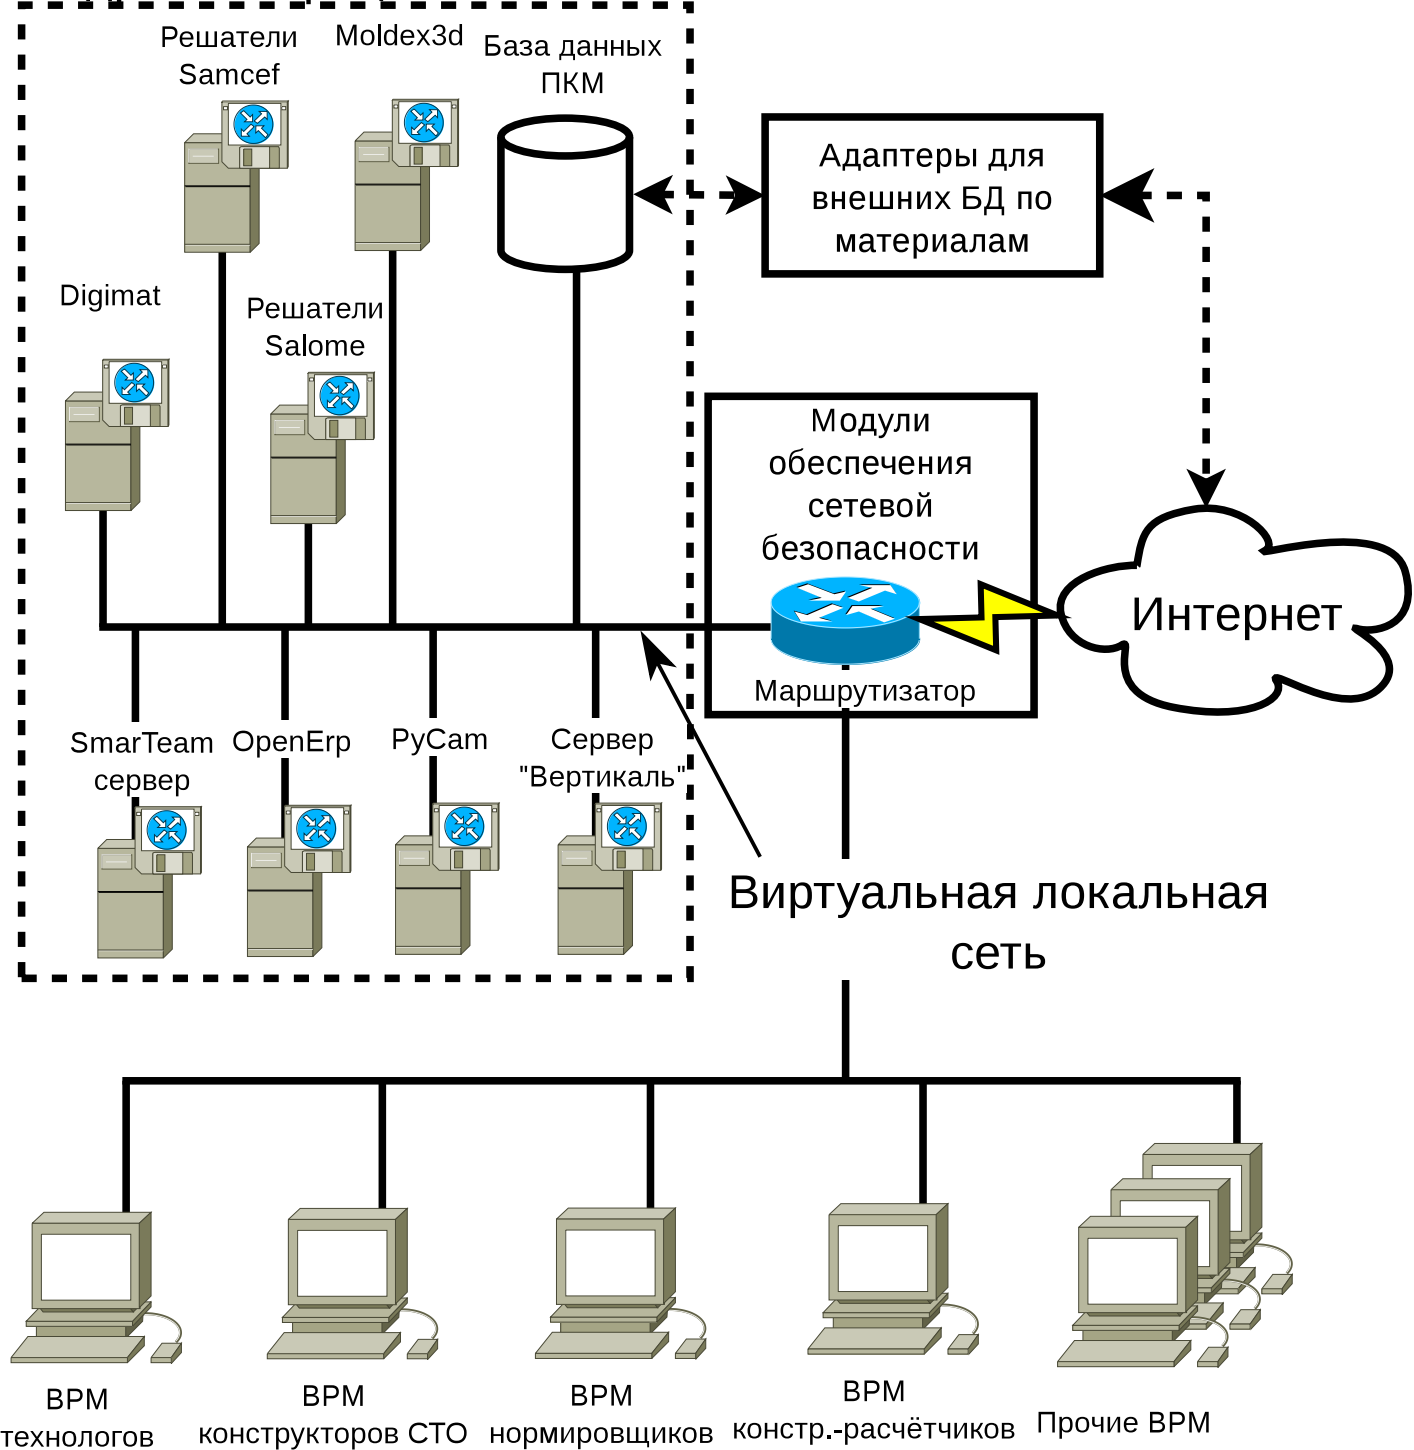 Решатели
Samcef
Moldex3d
База данных
ПКМ
Адаптеры для
внешних БД по
материалам
Digimat
Решатели
Salome
Модули
обеспечения
сетевой
безопасности
Интернет
Маршрутизатор
SmarTeam
сервер
OpenErp
PyCam
Сервер
"Вертикаль"
Виртуальная локальная
сеть
ВРМ
технологов
ВРМ
конструкторов СТО
ВРМ
нормировщиков
ВРМ
констр.-расчётчиков
Прочие ВРМ